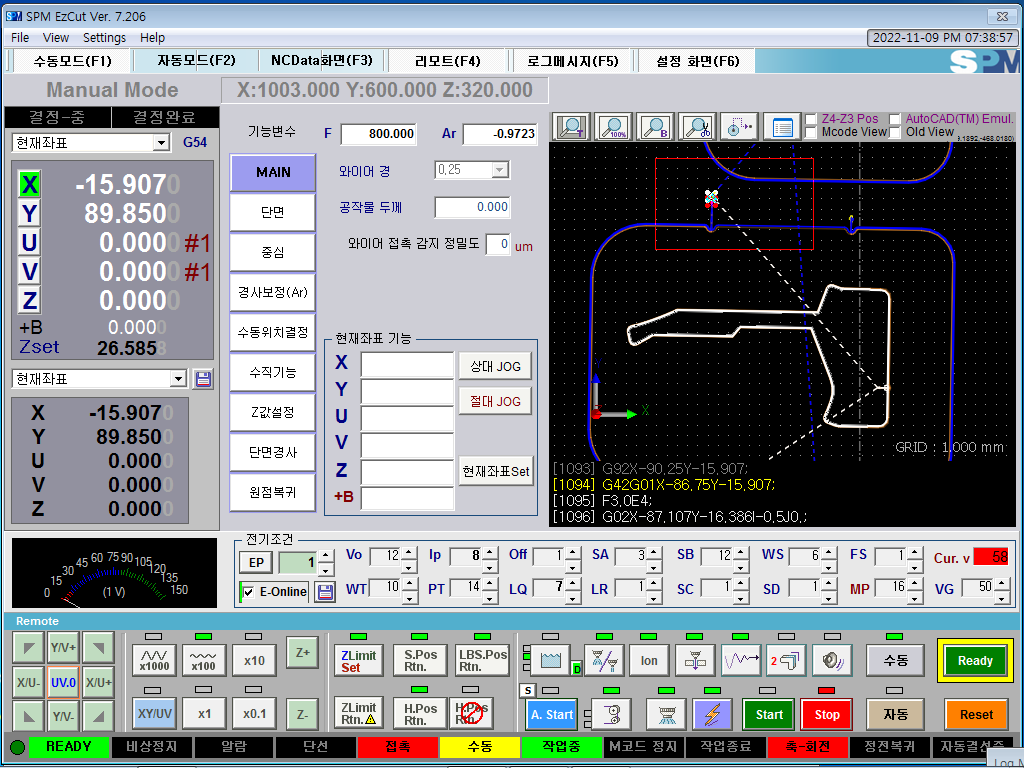 SPM EzCut Ver. 7.206
File View Settings Help
2022-11-09 PM 07:38:57
수동모드(F1) 자동모드(F2) NCData화면(F3) 리모트(F4) 로그메시지(F5) 설정 화면(F6)
SPM
Manual Mode
X:1003.000 Y:600.000 Z:320.000
결정-중 결정완료
현재좌표 G54
X -15.9070
Y 89.8500
U 0.0000 #1
V 0.0000 #1
Z 0.0000
+B 0.0000
Zset 26.5858
현재좌표
X -15.9070
Y 89.8500
U 0.0000
V 0.0000
Z 0.0000
기능변수 F 800.000 Ar -0.9723
MAIN
단면
중심
경사보정(Ar)
수동위치결정
수직기능
Z값설정
단면경사
원점복귀
와이어 경 0,25
공작물 두께 0.000
와이어 접촉 감지 정밀도 0 um
현재좌표 기능
X
Y
U
V
Z
+B
상대 JOG
절대 JOG
현재좌표Set
T 100% B
Z4-Z3 Pos AutoCAD(TM) Emul.
Mcode View Old View
X
GRID : 1,000 mm
[1093] G92X-90,25Y-15,907;
[1094] G42G01X-86,75Y-15,907;
[1095] F3,0E4;
[1096] G02X-87,107Y-16,386I-0,5J0,;
0 15 30 45 60 75 90 105 120 135 150
(1 V)
전기조건
EP 1
E-Online
Vo 12 Ip 8 Off 1 SA 3 SB 12 WS 6 FS 1 Cur. v 58
WT 10 PT 14 LQ 7 LR 1 SC 1 SD 1 MP 16 VG 50
Remote
Y/V+
X/U- UV.0 X/U+
Y/V-
x1000 x100 x10 Z+
XY/UV x1 x0.1 Z-
ZLimit Set
S.Pos Rtn.
LBS.Pos Rtn.
ZLimit Rtn.
H.Pos Rtn.
D Ion 2 수동 Ready
S A. Start Start Stop 자동 Reset
READY 비상정지 알람 단선 접촉 수동 작업중 M코드 정지 작업종료 축-회전 정전복귀 자동결선중
Log M